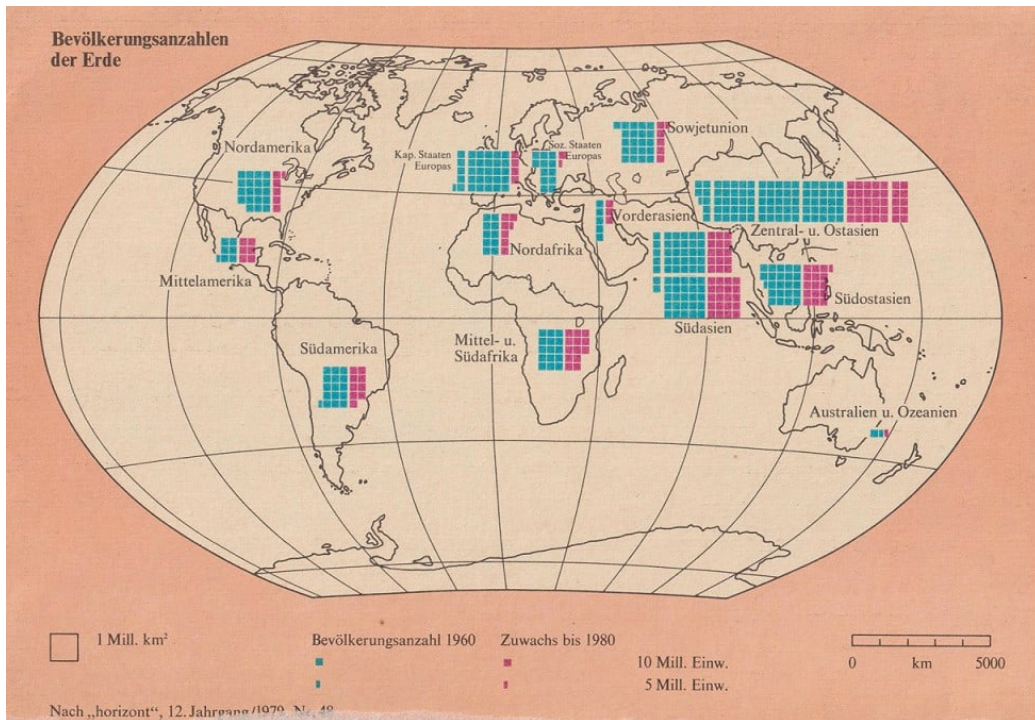 Bevölkerungsanzahlen
der Erde
Nordamerika
Kap. Staaten
Europas
Soz. Staaten
Europas
Sowjetunion
Vorderasien
Zentral- u. Ostasien
Nordafrika
Mittelamerika
Südasien
Südostasien
Südamerika
Mittel- u.
Südafrika
Australien u. Ozeanien
1 Mill. km²
Bevölkerungsanzahl 1960
Zuwachs bis 1980
10 Mill. Einw.
5 Mill. Einw.
0 km 5000
Nach „horizont“, 12. Jahrgang/1979, Nr. 48